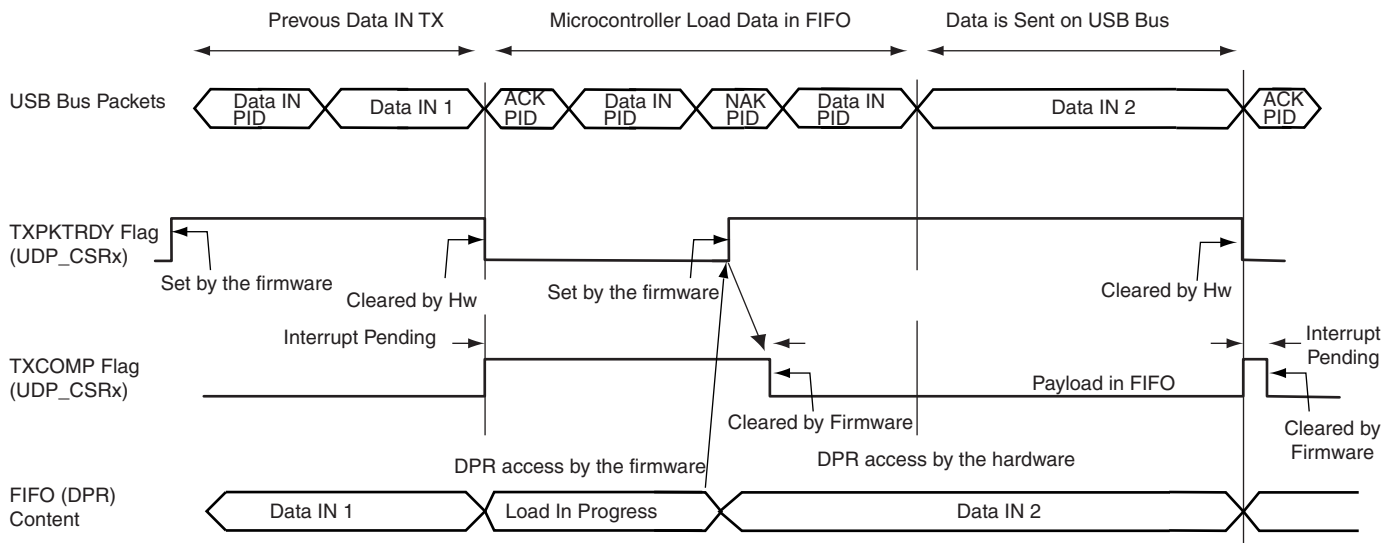 Prevous Data IN TX
Microcontroller Load Data in FIFO
Data is Sent on USB Bus
USB Bus Packets
Data IN
PID
Data IN 1
ACK
PID
Data IN
PID
NAK
PID
Data IN
PID
Data IN 2
ACK
PID
TXPKTRDY Flag
(UDP_CSRx)
Set by the firmware
Cleared by Hw
Set by the firmware
Cleared by Hw
Interrupt Pending
Interrupt
Pending
TXCOMP Flag
(UDP_CSRx)
Payload in FIFO
Cleared by Firmware
Cleared by
Firmware
DPR access by the firmware
DPR access by the hardware
FIFO (DPR)
Content
Data IN 1
Load In Progress
Data IN 2